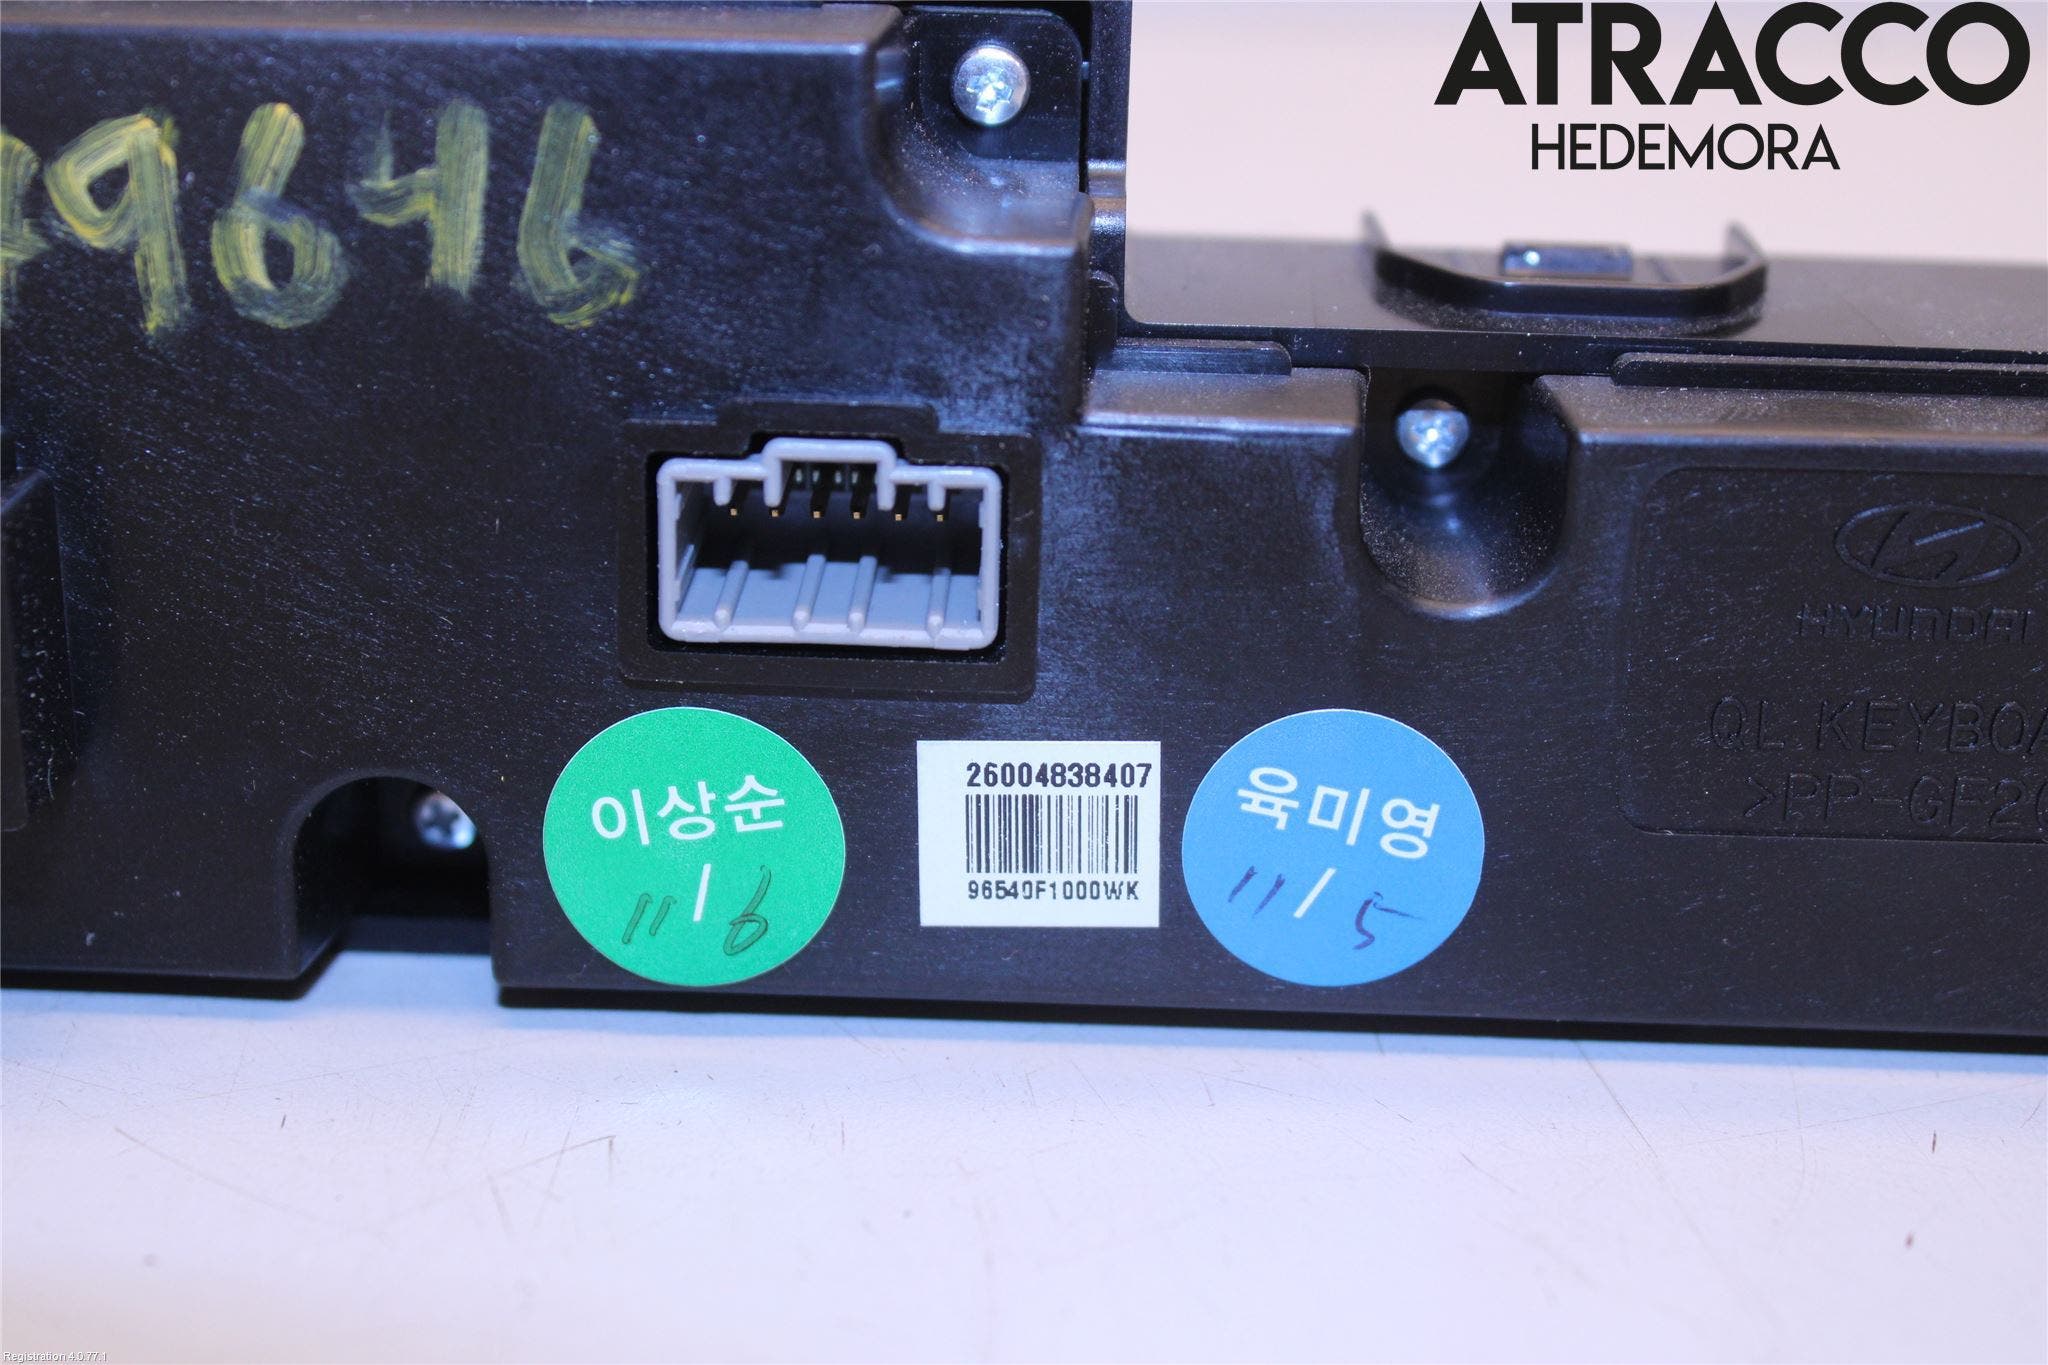 ATRACCO
HEDEMORA
9646
HYUNDAI
QL KEYBOA
>PP-GF20
26004838407
96540F1000WK
이상순
11/6
육미영
11/5
Registration 4.0.77.1